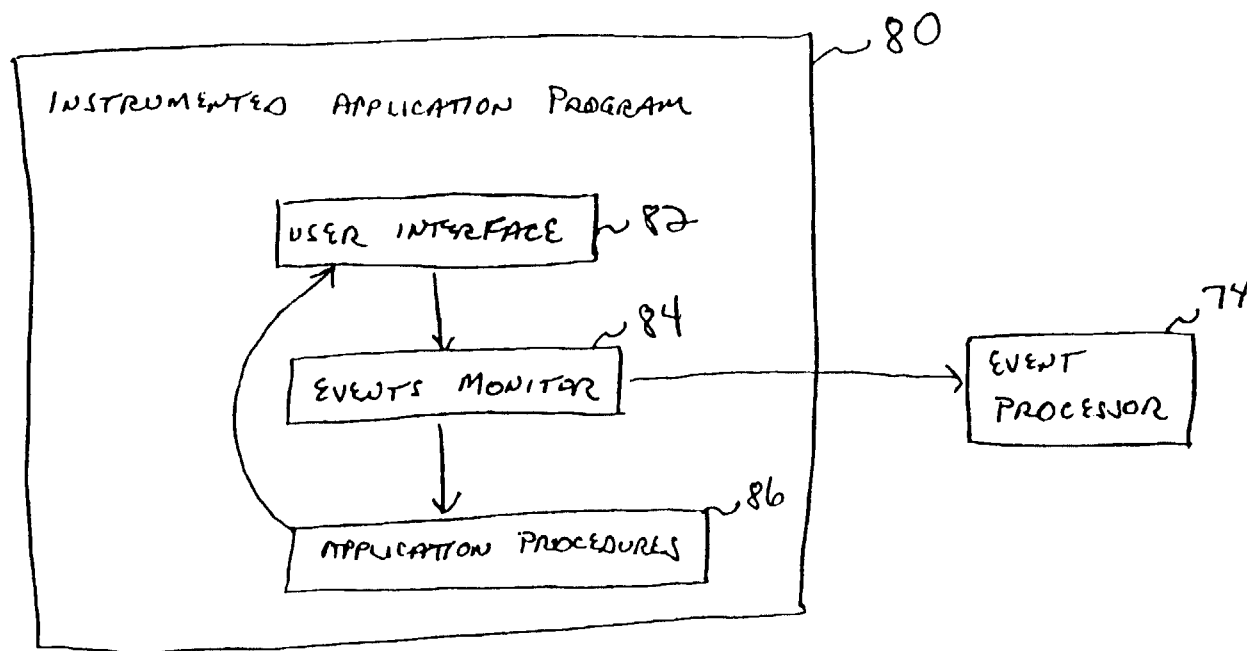 80
INSTRUMENTED APPLICATION PROGRAM
USER INTERFACE
82
84
EVENTS MONITOR
74
EVENT
PROCESSOR
86
APPLICATION PROCEDURES